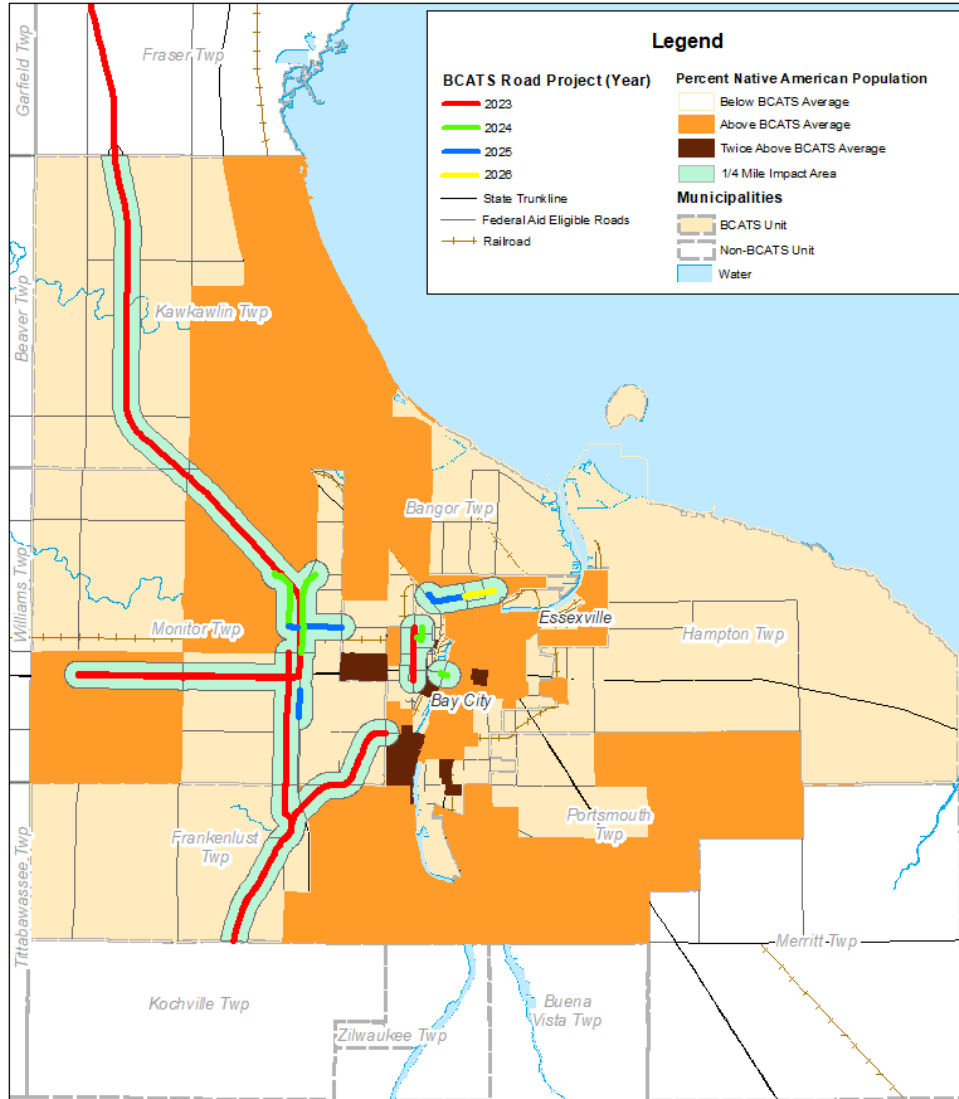 Legend
BCATS Road Project (Year)
2023
2024
2025
2026
State Trunkline
Federal Aid Eligible Roads
Railroad
Percent Native American Population
Below BCATS Average
Above BCATS Average
Twice Above BCATS Average
1/4 Mile Impact Area
Municipalities
BCATS Unit
Non-BCATS Unit
Water
Garfield Twp
Fraser Twp
Beaver Twp
Kawkawlin Twp
Bangor Twp
Williams Twp
Monitor Twp
Essexville
Hampton Twp
Bay City
Portsmouth
Twp
Frankenlust
Twp
Tittabawassee Twp
Merritt Twp
Kochville Twp
Buena
Vista Twp
Zilwaukee Twp